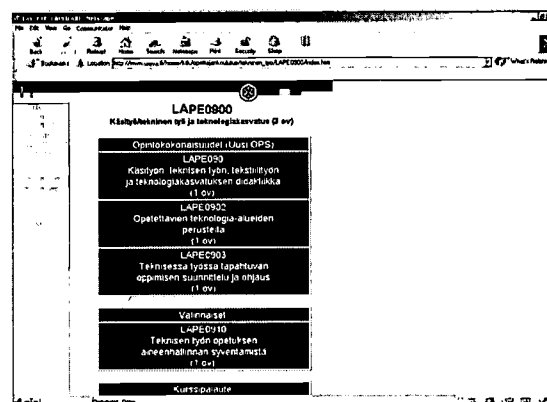 File Edit View Go Communicator Help
Back Reload Home Search Netscape Print Security Stop
Bookmarks Location What's Related
LAPE0900
Käsityö/tekninen työ ja teknologiakasvatus (3 ov)
Opintokokonaisuudet (Uusi OPS)
LAPE090
Käsityön, teknisen työn, tekstiilityön
ja teknologiakasvatuksen didaktiikka
(1 ov)
LAPE0902
Opetettavien teknologia-alueiden
perusteita
(1 ov)
LAPE0903
Teknisessä työssä tapahtuvan
oppimisen suunnittelu ja ohjaus
(1 ov)
Valinnaiset
LAPE0910
Teknisen työn opetuksen
aineenhallinnan syventämistä
(1 ov)
Kurssipalaute